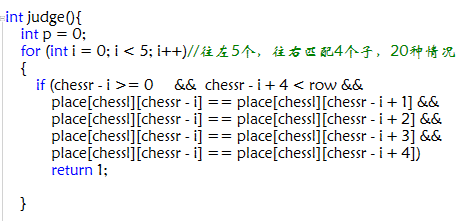 int judge(){
int p = 0;
for (int i = 0; i < 5; i++)//往左5个，往右匹配4个子，20种情况
{
if (chessr - i >= 0 && chessr - i + 4 < row &&
place[chessl][chessr - i] == place[chessl][chessr - i + 1] &&
place[chessl][chessr - i] == place[chessl][chessr - i + 2] &&
place[chessl][chessr - i] == place[chessl][chessr - i + 3] &&
place[chessl][chessr - i] == place[chessl][chessr - i + 4])
return 1;
}